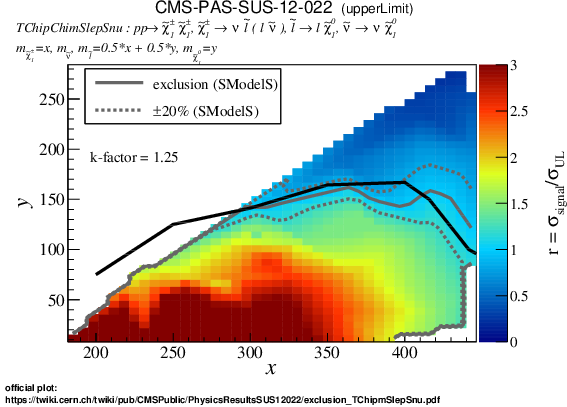 CMS-PAS-SUS-12-022 (upperLimit)
TChipChimSlepSnu : pp→ χ̃₁± χ̃₁±, χ̃₁± → ν l̃ ( l ν̃ ), l̃ → l χ̃₁⁰, ν̃ → ν χ̃₁⁰
m_χ̃₁±=x, m_ν̃=m_l̃=0.5*x + 0.5*y, m_χ̃₁⁰=y
exclusion (SModelS)
±20% (SModelS)
k-factor = 1.25
y
250
200
150
100
50
200 250 300 350 400
x
3
2.5
2
1.5
1
0.5
0
r = σ_signal/σ_UL
official plot:
https://twiki.cern.ch/twiki/pub/CMSPublic/PhysicsResultsSUS12022/exclusion_TChipmSlepSnu.pdf